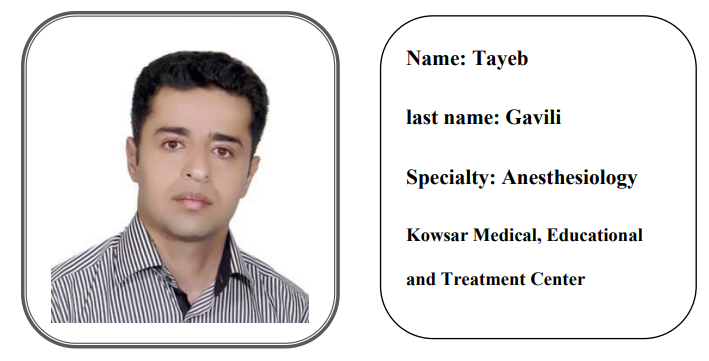 Name: Tayeb
last name: Gavili
Specialty: Anesthesiology
Kowsar Medical, Educational
and Treatment Center